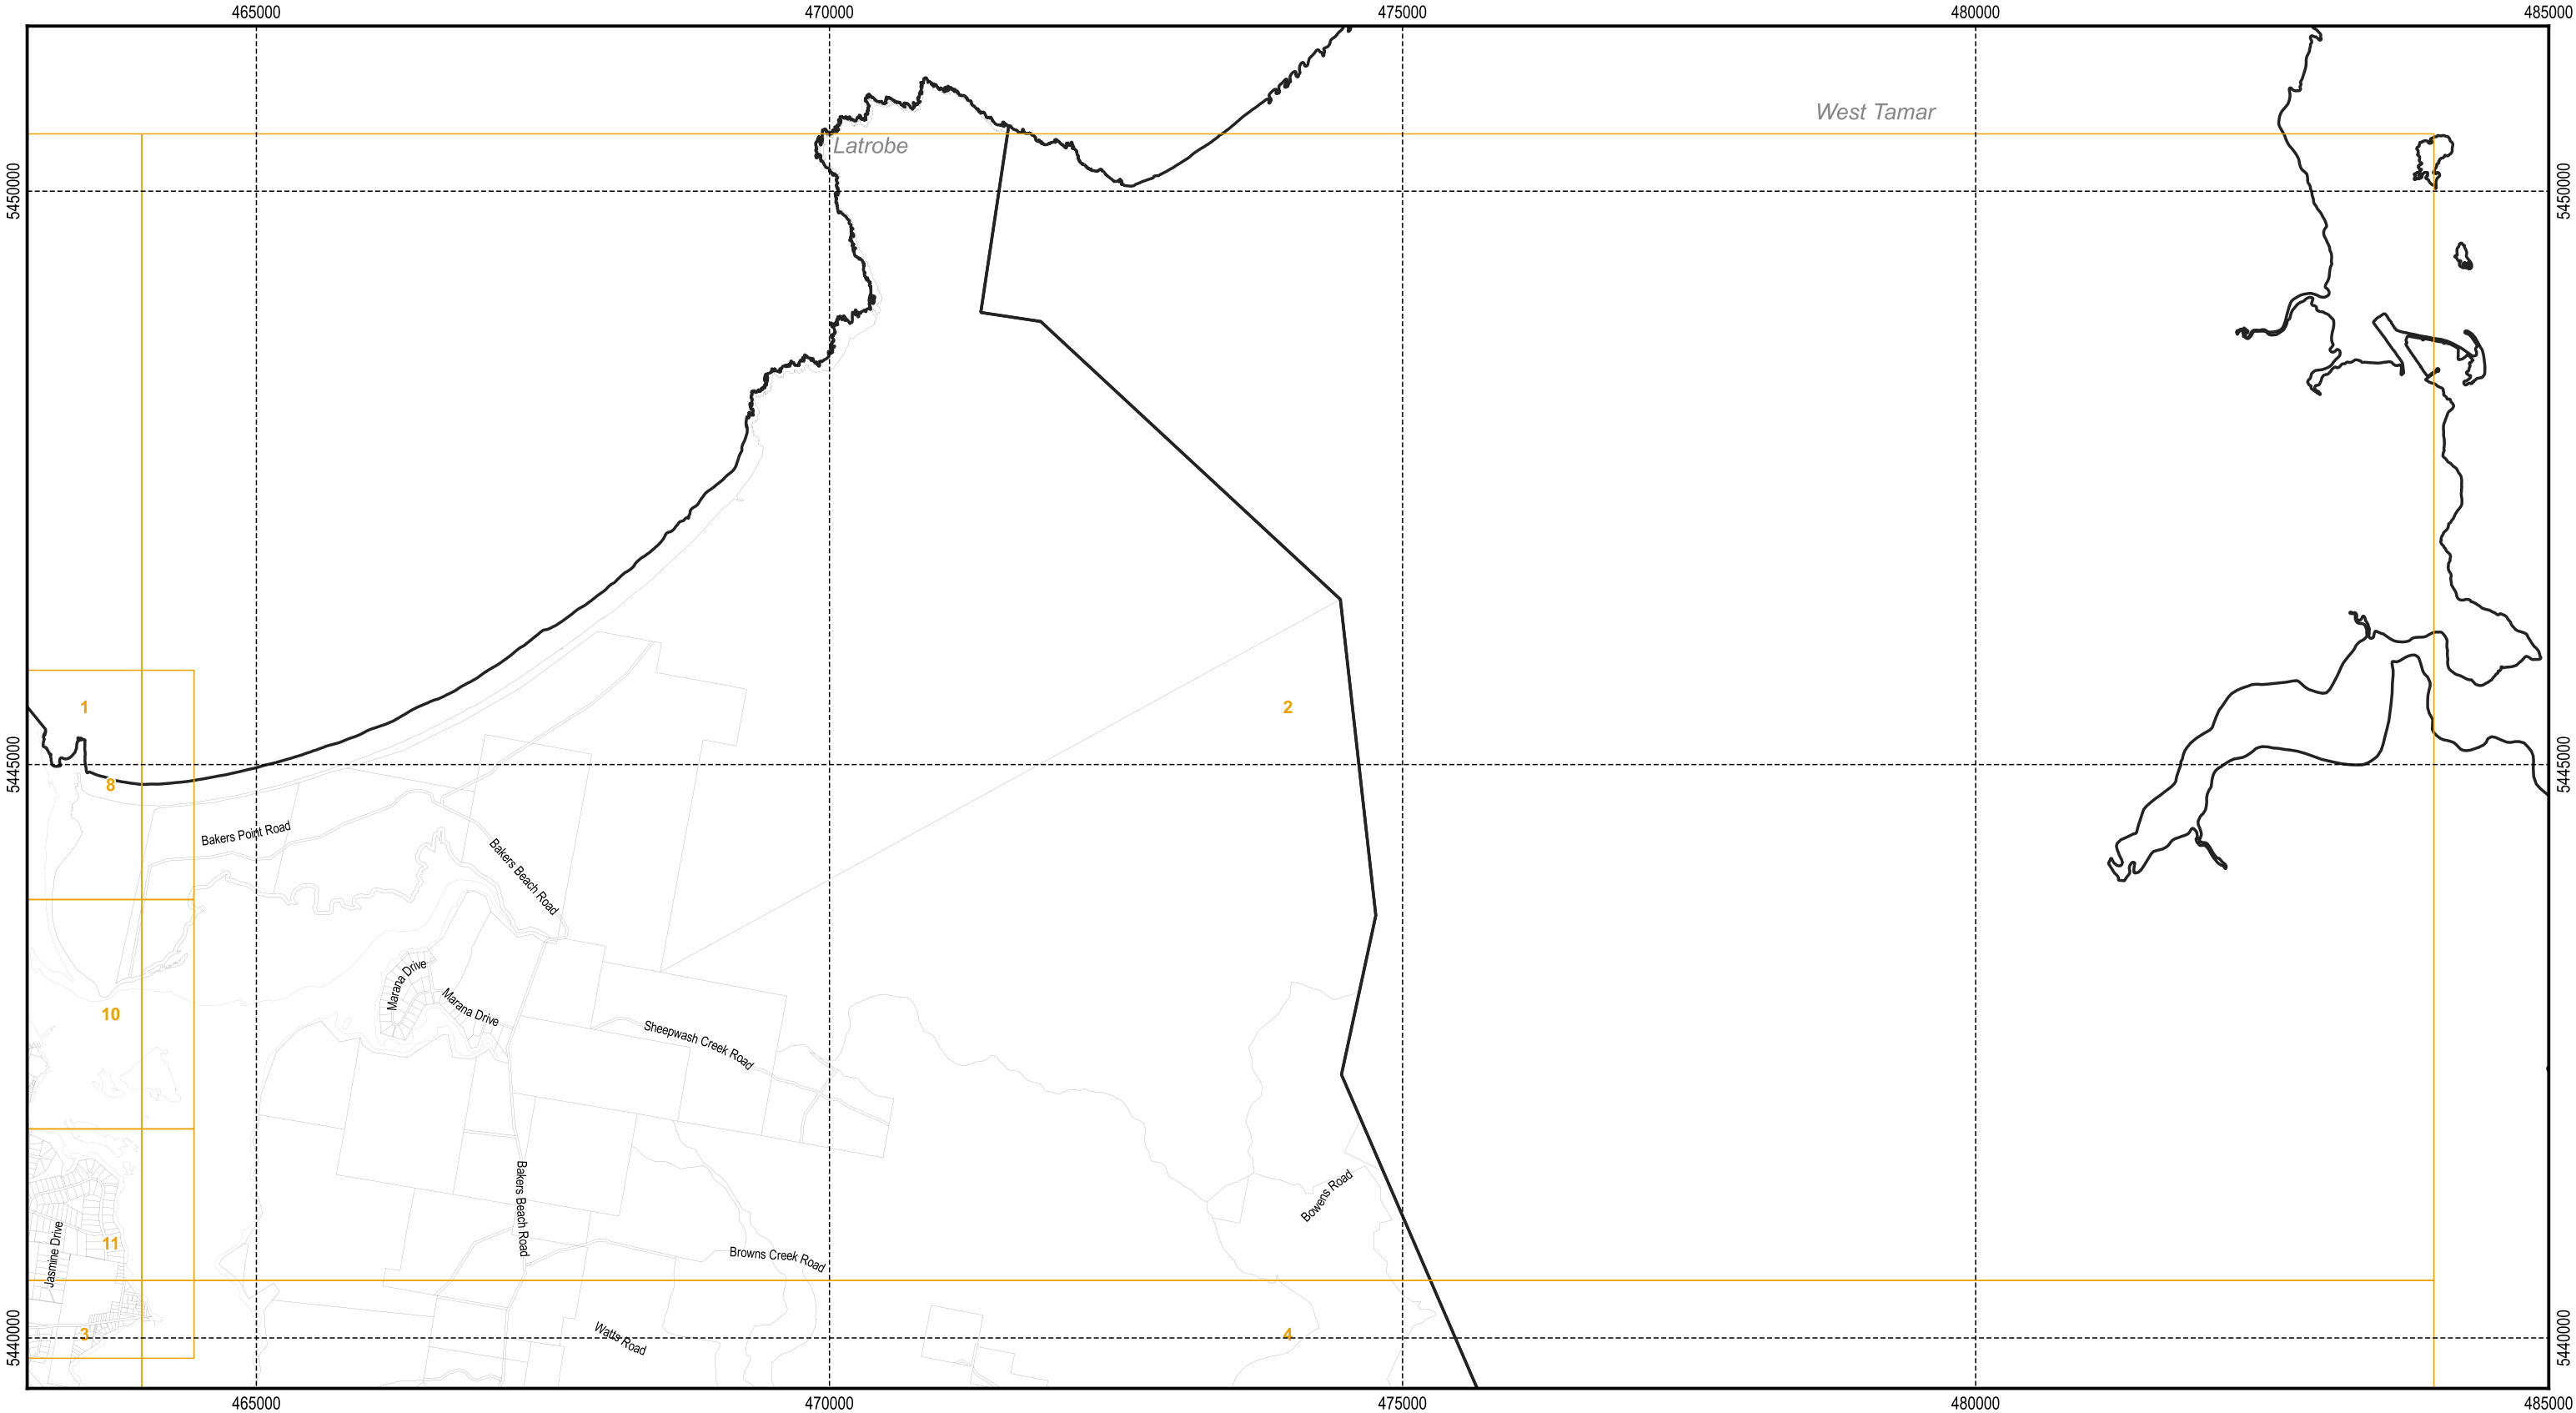 465000
470000
475000
480000
485000
West Tamar
Latrobe
5450000
5450000
1
2
5445000
5445000
8
Bakers Point Road
Bakers Beach Road
Marana Drive
Marana Drive
10
Sheepwash Creek Road
Bakers Beach Road
Bowens Road
Jasmine Drive
11
Browns Creek Road
3
Watts Road
4
5440000
5440000
465000
470000
475000
480000
485000